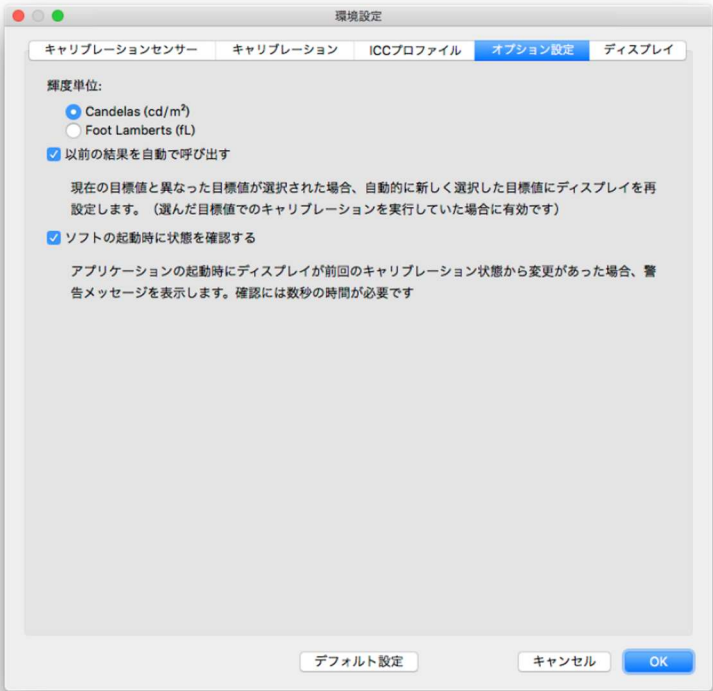 環境設定
キャリブレーションセンサー キャリブレーション ICCプロファイル オプション設定 ディスプレイ
輝度単位:
Candelas (cd/m²)
Foot Lamberts (fL)
以前の結果を自動で呼び出す
現在の目標値と異なった目標値が選択された場合、自動的に新しく選択した目標値にディスプレイを再
設定します。（選んだ目標値でのキャリブレーションを実行していた場合に有効です）
ソフトの起動時に状態を確認する
アプリケーションの起動時にディスプレイが前回のキャリブレーション状態から変更があった場合、警
告メッセージを表示します。確認には数秒の時間が必要です
デフォルト設定 キャンセル OK